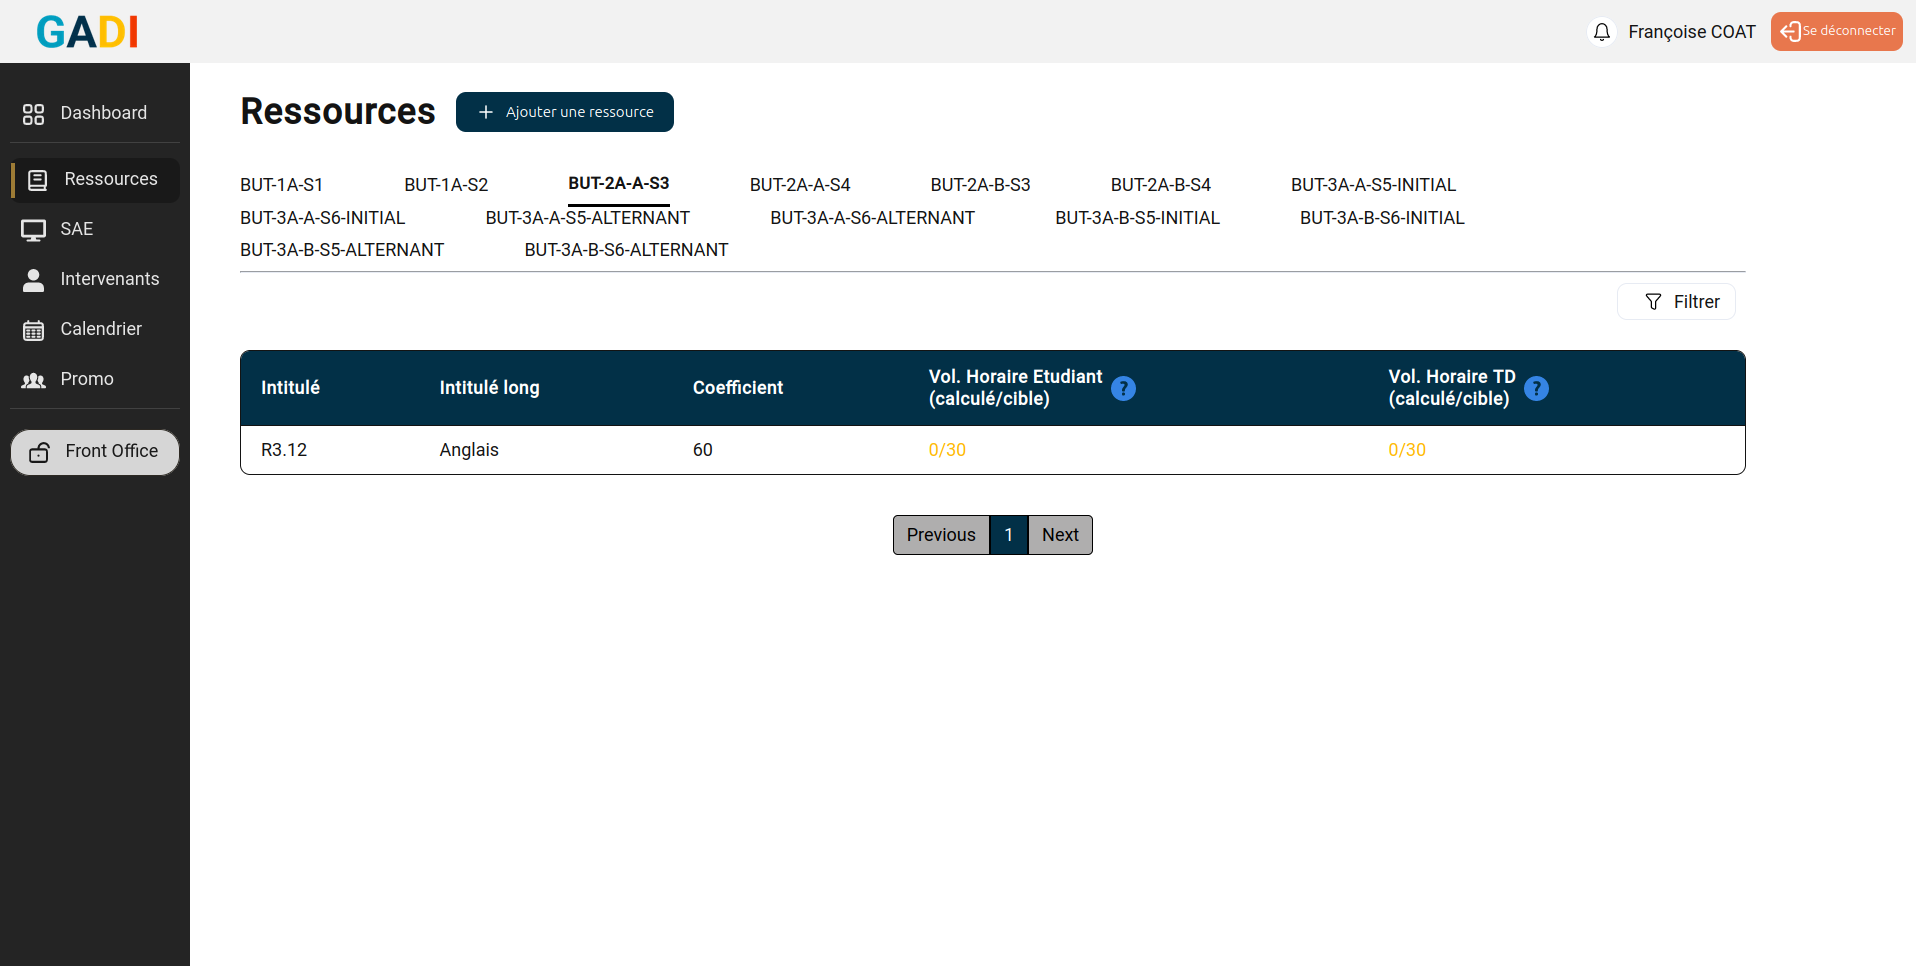 GADI
Françoise COAT
Se déconnecter
Dashboard
Ressources
SAE
Intervenants
Calendrier
Promo
Front Office
Ressources
+ Ajouter une ressource
BUT-1A-S1 BUT-1A-S2 BUT-2A-A-S3 BUT-2A-A-S4 BUT-2A-B-S3 BUT-2A-B-S4 BUT-3A-A-S5-INITIAL
BUT-3A-A-S6-INITIAL BUT-3A-A-S5-ALTERNANT BUT-3A-A-S6-ALTERNANT BUT-3A-B-S5-INITIAL BUT-3A-B-S6-INITIAL
BUT-3A-B-S5-ALTERNANT BUT-3A-B-S6-ALTERNANT
Filtrer
Intitulé Intitulé long Coefficient Vol. Horaire Etudiant (calculé/cible) ? Vol. Horaire TD (calculé/cible) ?
R3.12 Anglais 60 0/30 0/30
Previous 1 Next